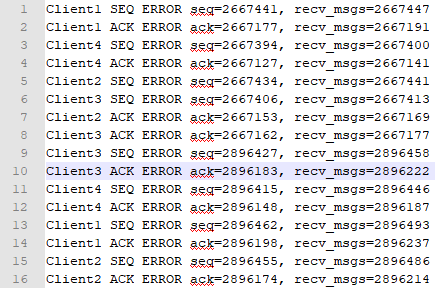 1 Client1 SEQ ERROR seq=2667441, recv_msgs=2667447
2 Client1 ACK ERROR ack=2667177, recv_msgs=2667191
3 Client4 SEQ ERROR seq=2667394, recv_msgs=2667400
4 Client4 ACK ERROR ack=2667127, recv_msgs=2667141
5 Client2 SEQ ERROR seq=2667434, recv_msgs=2667441
6 Client3 SEQ ERROR seq=2667406, recv_msgs=2667413
7 Client2 ACK ERROR ack=2667153, recv_msgs=2667169
8 Client3 ACK ERROR ack=2667162, recv_msgs=2667177
9 Client3 SEQ ERROR seq=2896427, recv_msgs=2896458
10 Client3 ACK ERROR ack=2896183, recv_msgs=2896222
11 Client4 SEQ ERROR seq=2896415, recv_msgs=2896446
12 Client4 ACK ERROR ack=2896148, recv_msgs=2896187
13 Client1 SEQ ERROR seq=2896462, recv_msgs=2896493
14 Client1 ACK ERROR ack=2896198, recv_msgs=2896237
15 Client2 SEQ ERROR seq=2896455, recv_msgs=2896486
16 Client2 ACK ERROR ack=2896174, recv_msgs=2896214